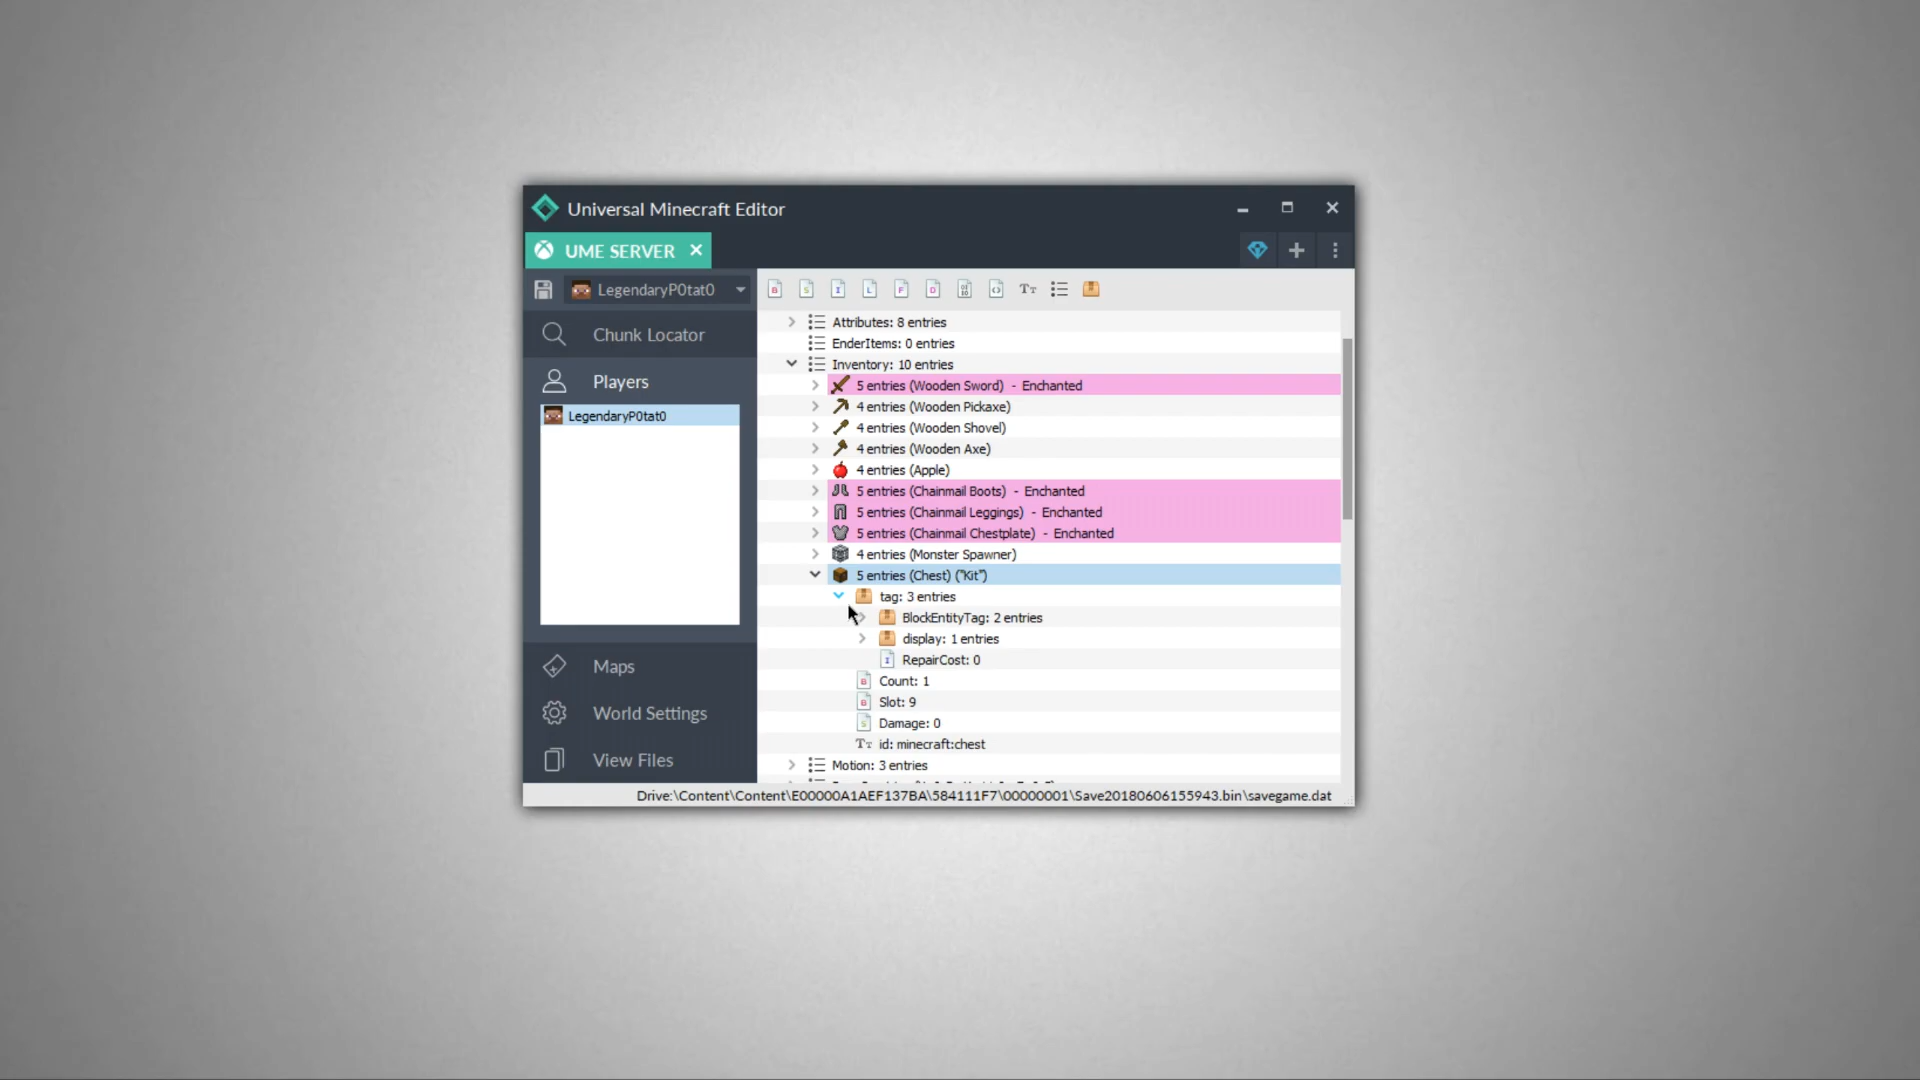 Universal Minecraft Editor
UME SERVER
LegendaryP0tat0
Chunk Locator
Players
LegendaryP0tat0
Maps
World Settings
View Files
B S I L F D Tт
Attributes: 8 entries
EnderItems: 0 entries
Inventory: 10 entries
5 entries (Wooden Sword) - Enchanted
4 entries (Wooden Pickaxe)
4 entries (Wooden Shovel)
4 entries (Wooden Axe)
4 entries (Apple)
5 entries (Chainmail Boots) - Enchanted
5 entries (Chainmail Leggings) - Enchanted
5 entries (Chainmail Chestplate) - Enchanted
4 entries (Monster Spawner)
5 entries (Chest) ("Kit")
tag: 3 entries
BlockEntityTag: 2 entries
display: 1 entries
I RepairCost: 0
B Count: 1
B Slot: 9
S Damage: 0
Tт id: minecraft:chest
Motion: 3 entries
Drive:\Content\Content\E00000A1AEF137BA\584111F7\00000001\Save20180606155943.bin\savegame.dat